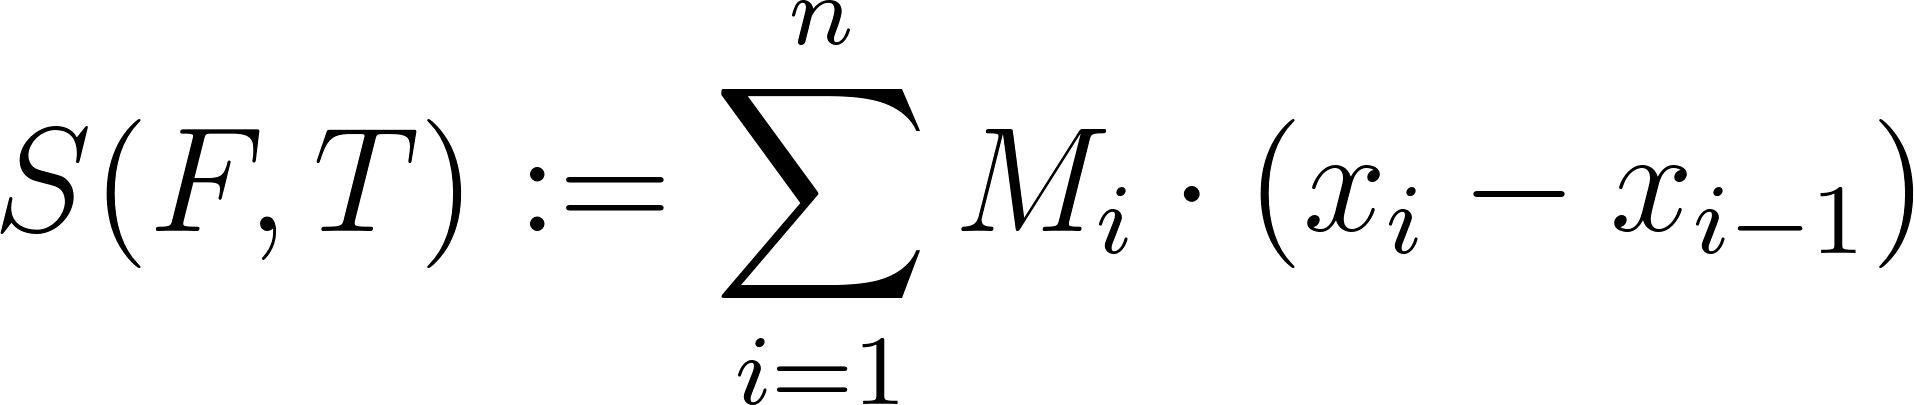 S(F, T) := \sum_{i=1}^{n} M_i \cdot (x_i - x_{i-1})